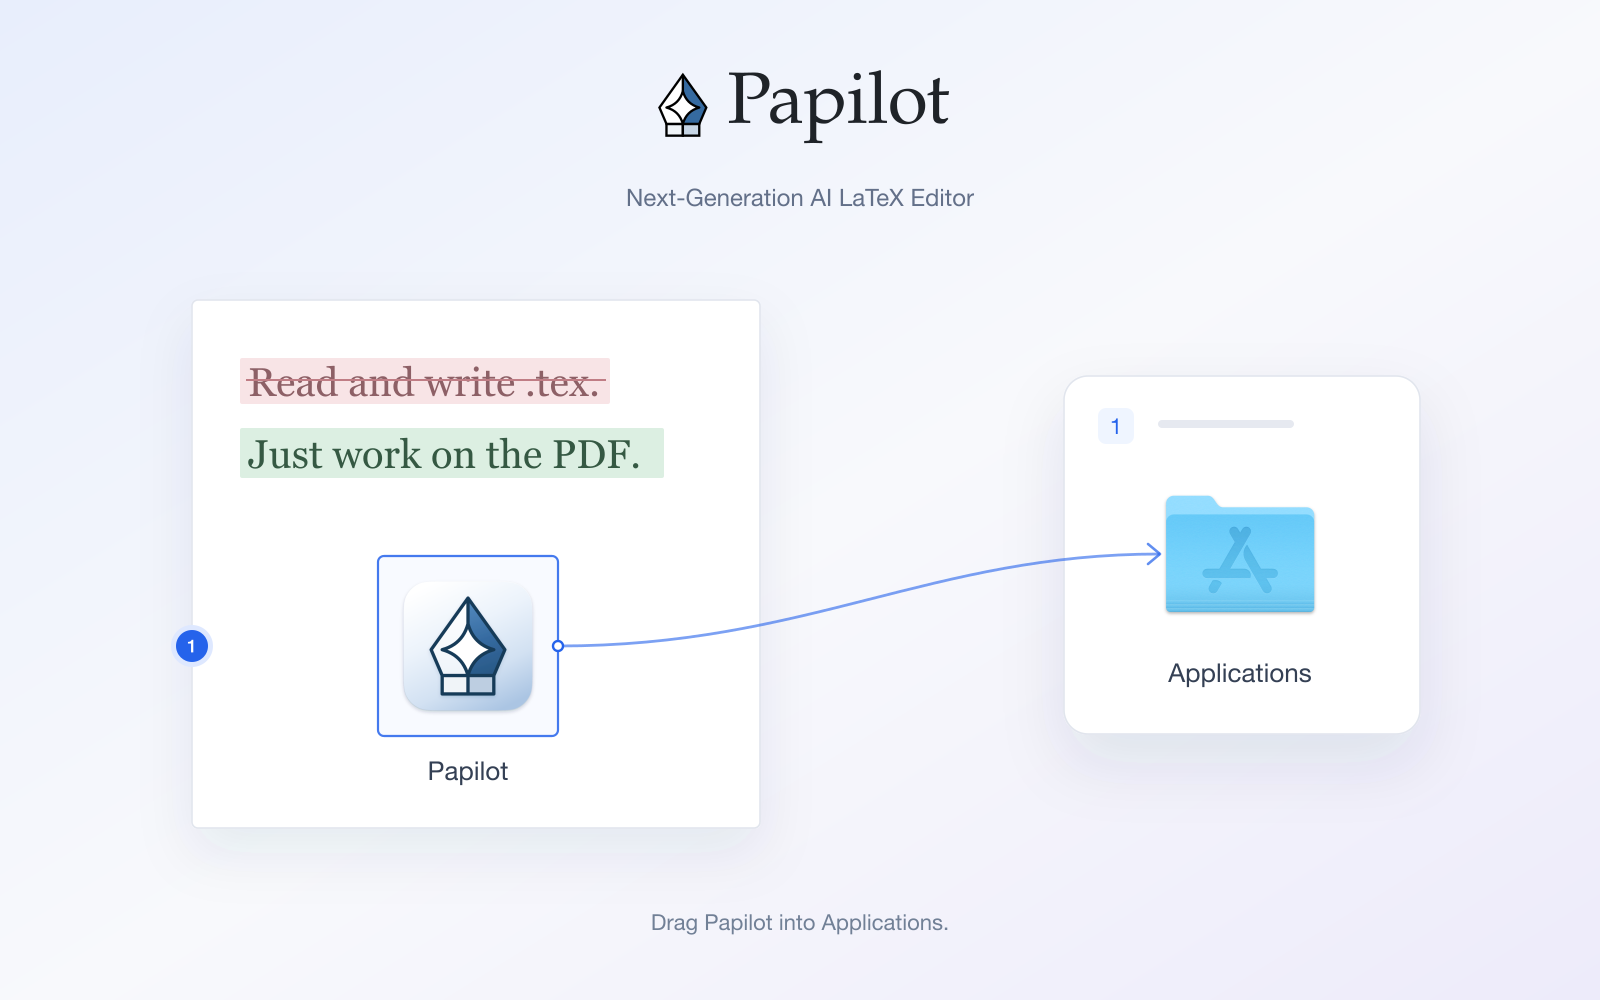 Papilot
Next-Generation AI LaTeX Editor
Read and write .tex.
Just work on the PDF.
1
Papilot
1
Applications
Drag Papilot into Applications.